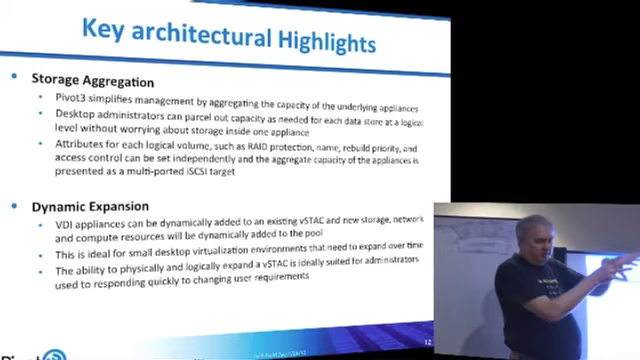 Key architectural Highlights
• Storage Aggregation
• Pivot3 simplifies management by aggregating the capacity of the underlying appliances
• Desktop administrators can parcel out capacity as needed for each data store at a logical
level without worrying about storage inside one appliance
• Attributes for each logical volume, such as RAID protection, name, rebuild priority, and
access control can be set independently and the aggregate capacity of the appliances is
presented as a multi-ported iSCSI target
• Dynamic Expansion
• VDI appliances can be dynamically added to an existing vSTAC and new storage, network
and compute resources will be dynamically added to the pool
• This is ideal for small desktop virtualization environments that need to expand over time
• The ability to physically and logically expand a vSTAC is ideally suited for administrators
used to responding quickly to changing user requirements
12